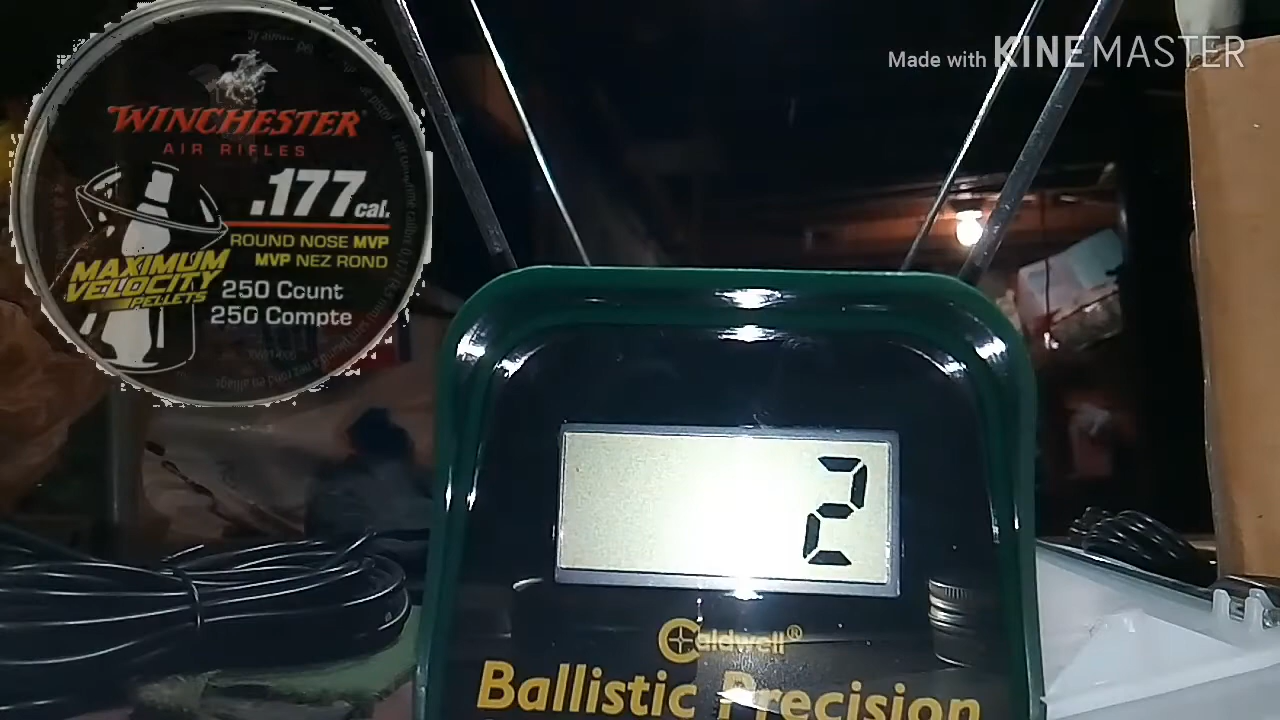 Made with KINEMASTER
WINCHESTER
AIR RIFLES
.177 cal.
ROUND NOSE MVP
MVP NEZ ROND
MAXIMUM
VELOCITY
PELLETS
250 Count
250 Compte
2
Caldwell®
Ballistic Precision